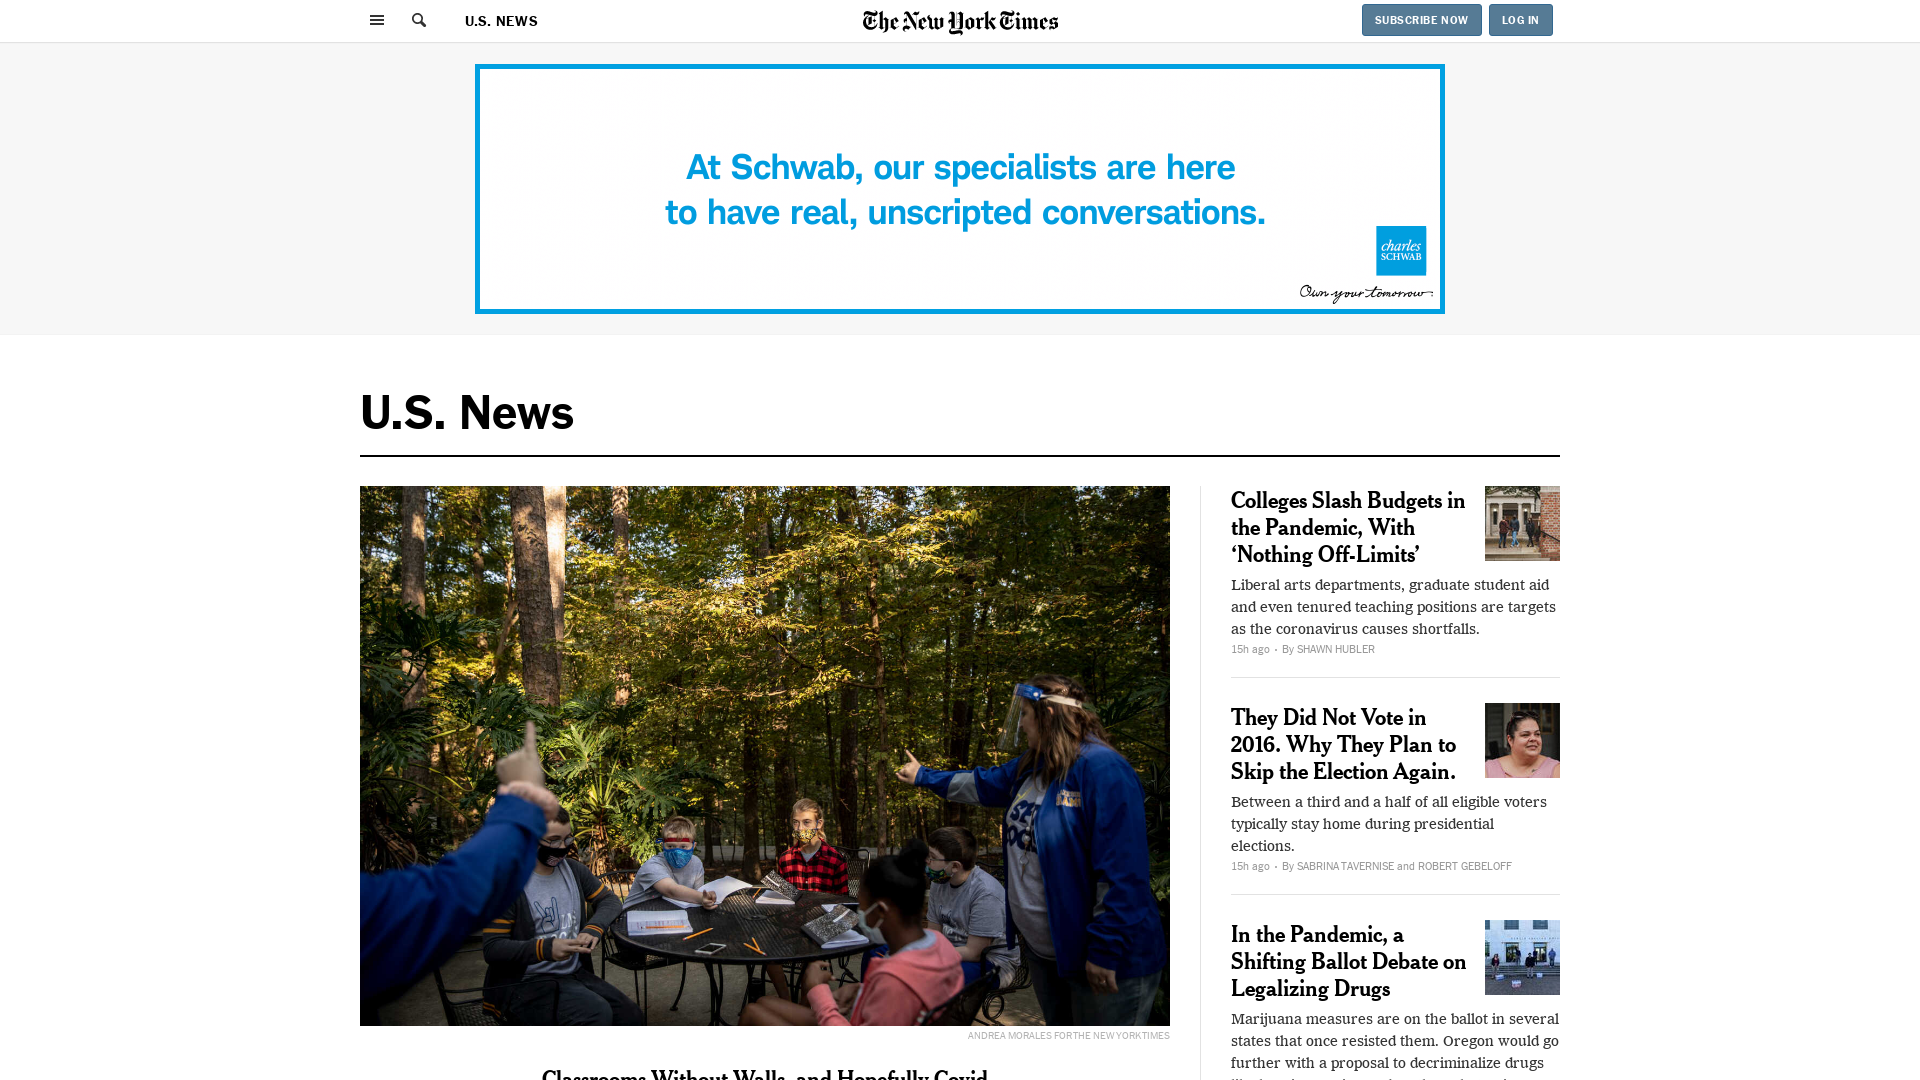 U.S. NEWS
The New York Times
SUBSCRIBE NOW
LOG IN
At Schwab, our specialists are here
to have real, unscripted conversations.
charles
SCHWAB
Own your tomorrow
U.S. News
ANDREA MORALES FOR THE NEW YORK TIMES
Classrooms Without Walls, and Hopefully Covid
Colleges Slash Budgets in
the Pandemic, With
‘Nothing Off-Limits’
Liberal arts departments, graduate student aid
and even tenured teaching positions are targets
as the coronavirus causes shortfalls.
15h ago · By SHAWN HUBLER
They Did Not Vote in
2016. Why They Plan to
Skip the Election Again.
Between a third and a half of all eligible voters
typically stay home during presidential
elections.
15h ago · By SABRINA TAVERNISE and ROBERT GEBELOFF
In the Pandemic, a
Shifting Ballot Debate on
Legalizing Drugs
Marijuana measures are on the ballot in several
states that once resisted them. Oregon would go
further with a proposal to decriminalize drugs